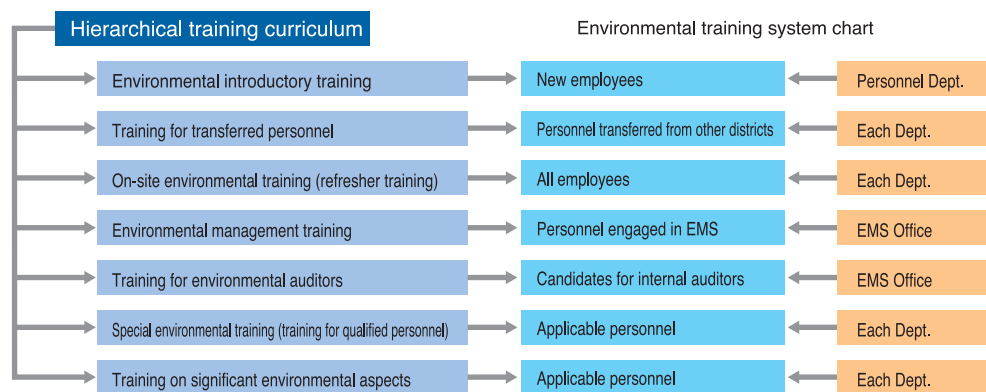 Hierarchical training curriculum
Environmental training system chart
Environmental introductory training
New employees
Personnel Dept.
Training for transferred personnel
Personnel transferred from other districts
Each Dept.
On-site environmental training (refresher training)
All employees
Each Dept.
Environmental management training
Personnel engaged in EMS
EMS Office
Training for environmental auditors
Candidates for internal auditors
EMS Office
Special environmental training (training for qualified personnel)
Applicable personnel
Each Dept.
Training on significant environmental aspects
Applicable personnel
Each Dept.